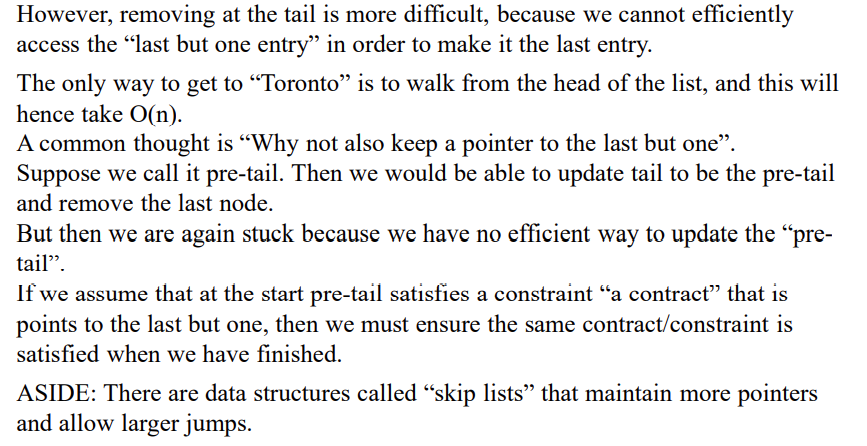 However, removing at the tail is more difficult, because we cannot efficiently
access the “last but one entry” in order to make it the last entry.
The only way to get to “Toronto” is to walk from the head of the list, and this will
hence take O(n).
A common thought is “Why not also keep a pointer to the last but one”.
Suppose we call it pre-tail. Then we would be able to update tail to be the pre-tail
and remove the last node.
But then we are again stuck because we have no efficient way to update the “pre-
tail”.
If we assume that at the start pre-tail satisfies a constraint “a contract” that is
points to the last but one, then we must ensure the same contract/constraint is
satisfied when we have finished.
ASIDE: There are data structures called “skip lists” that maintain more pointers
and allow larger jumps.